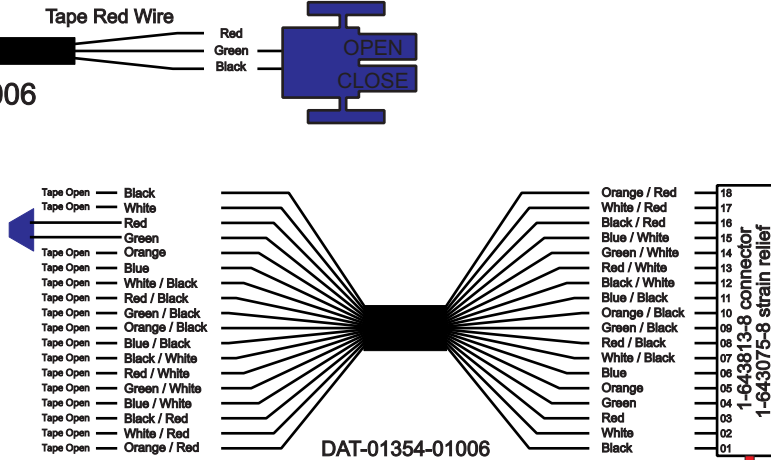 Tape Red Wire
Red
Green
Black
OPEN
CLOSE
006
Tape Open Black
Tape Open White
Red
Green
Tape Open Orange
Tape Open Blue
Tape Open White / Black
Tape Open Red / Black
Tape Open Green / Black
Tape Open Orange / Black
Tape Open Blue / Black
Tape Open Black / White
Tape Open Red / White
Tape Open Green / White
Tape Open Blue / White
Tape Open Black / Red
Tape Open White / Red
Tape Open Orange / Red
DAT-01354-01006
Orange / Red 18
White / Red 17
Black / Red 16
Blue / White 15
Green / White 14
Red / White 13
Black / White 12
Blue / Black 11
Orange / Black 10
Green / Black 09
Red / Black 08
White / Black 07
Blue 06
Orange 05
Green 04
Red 03
White 02
Black 01
1-643813-8 connector
1-643075-8 strain relief